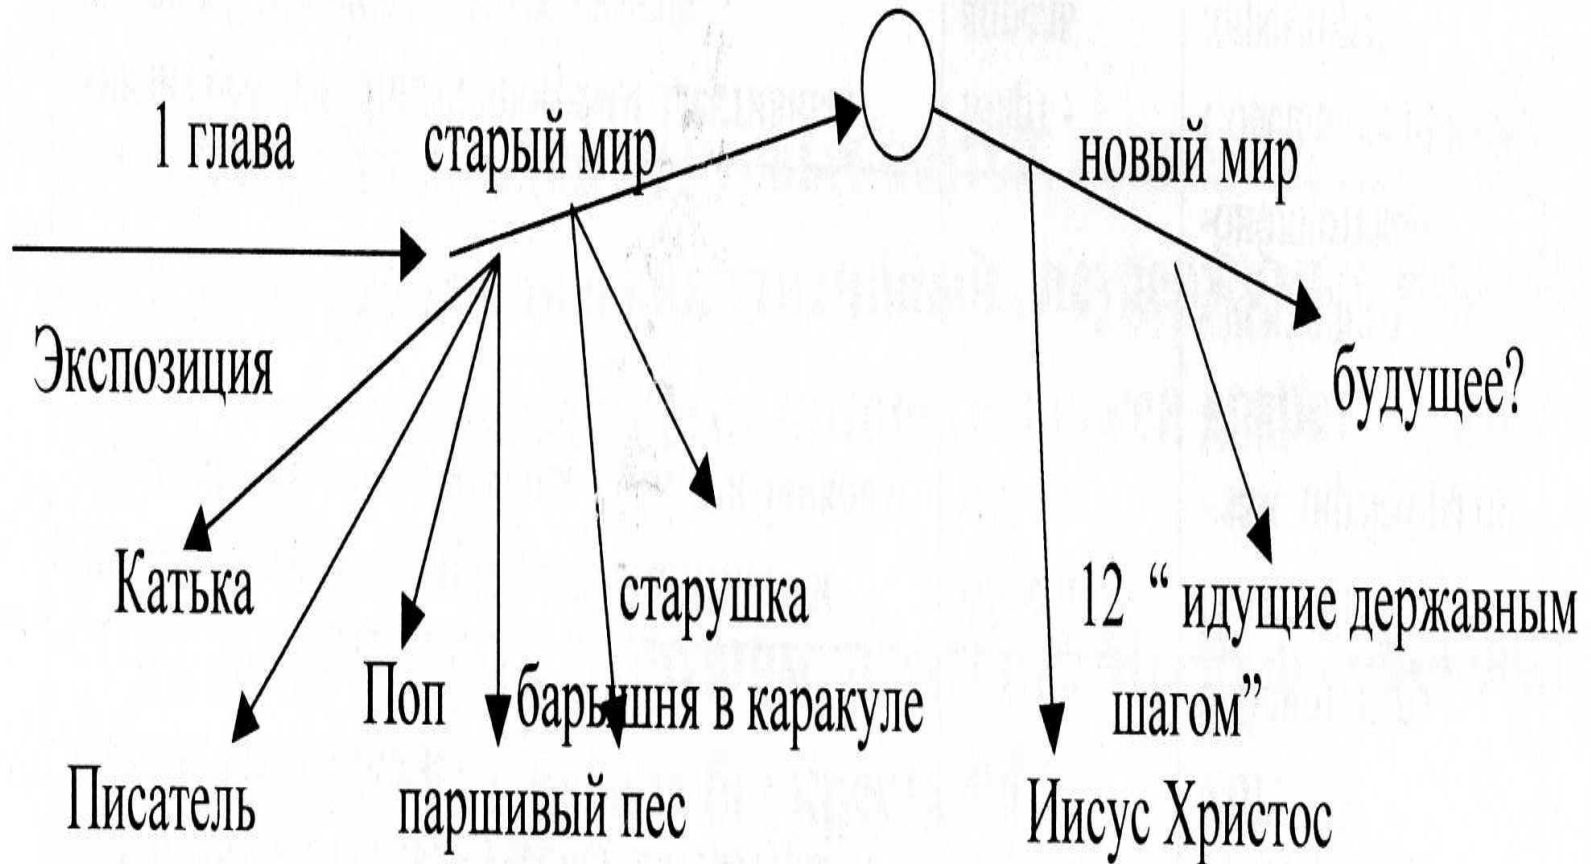 1 глава
старый мир
новый мир
Экспозиция
будущее?
Катька
старушка
12 “ идущие державным
шагом”
Поп
барышня в каракуле
Писатель
паршивый пес
Иисус Христос